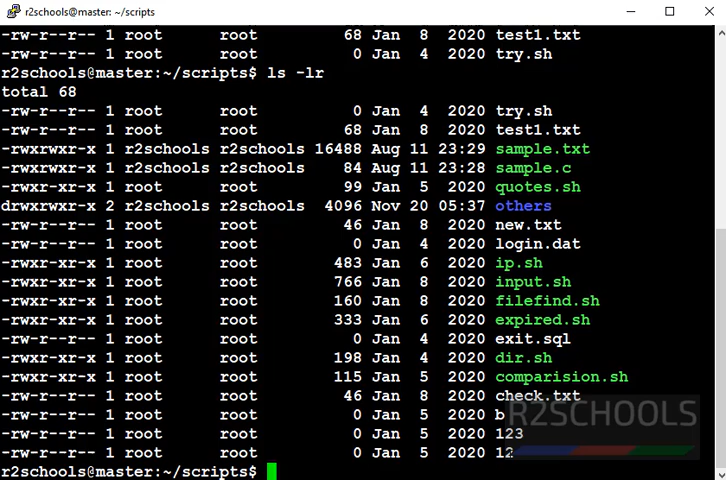 r2schools@master: ~/scripts
-rw-r--r-- 1 root root 68 Jan 8 2020 test1.txt
-rw-r--r-- 1 root root 0 Jan 4 2020 try.sh
r2schools@master:~/scripts$ ls -lr
total 68
-rw-r--r-- 1 root root 0 Jan 4 2020 try.sh
-rw-r--r-- 1 root root 68 Jan 8 2020 test1.txt
-rwxrwxr-x 1 r2schools r2schools 16488 Aug 11 23:29 sample.txt
-rwxrwxr-x 1 r2schools r2schools 84 Aug 11 23:28 sample.c
-rwxr-xr-x 1 root root 99 Jan 5 2020 quotes.sh
drwxrwxr-x 2 r2schools r2schools 4096 Nov 20 05:37 others
-rw-r--r-- 1 root root 46 Jan 8 2020 new.txt
-rw-r--r-- 1 root root 0 Jan 4 2020 login.dat
-rwxr-xr-x 1 root root 483 Jan 6 2020 ip.sh
-rwxr-xr-x 1 root root 766 Jan 8 2020 input.sh
-rwxr-xr-x 1 root root 160 Jan 8 2020 filefind.sh
-rwxr-xr-x 1 root root 333 Jan 6 2020 expired.sh
-rw-r--r-- 1 root root 0 Jan 4 2020 exit.sql
-rwxr-xr-x 1 root root 198 Jan 4 2020 dir.sh
-rwxr-xr-x 1 root root 115 Jan 5 2020 comparision.sh
-rw-r--r-- 1 root root 46 Jan 8 2020 check.txt
-rw-r--r-- 1 root root 0 Jan 5 2020 b
R2SCHOOLS
-rw-r--r-- 1 root root 0 Jan 5 2020 123
-rw-r--r-- 1 root root 0 Jan 5 2020 12
r2schools@master:~/scripts$